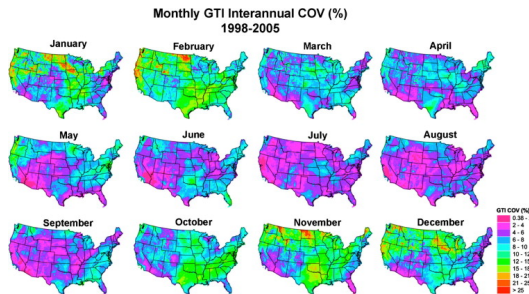 Monthly GTI Interannual COV (%)
1998-2005
January
February
March
April
May
June
July
August
September
October
November
December
GTI COV (%)
0.38 -
2 - 4
4 - 6
6 - 8
8 - 10
10 - 12
12 - 15
15 - 18
18 - 21
21 - 25
> 25